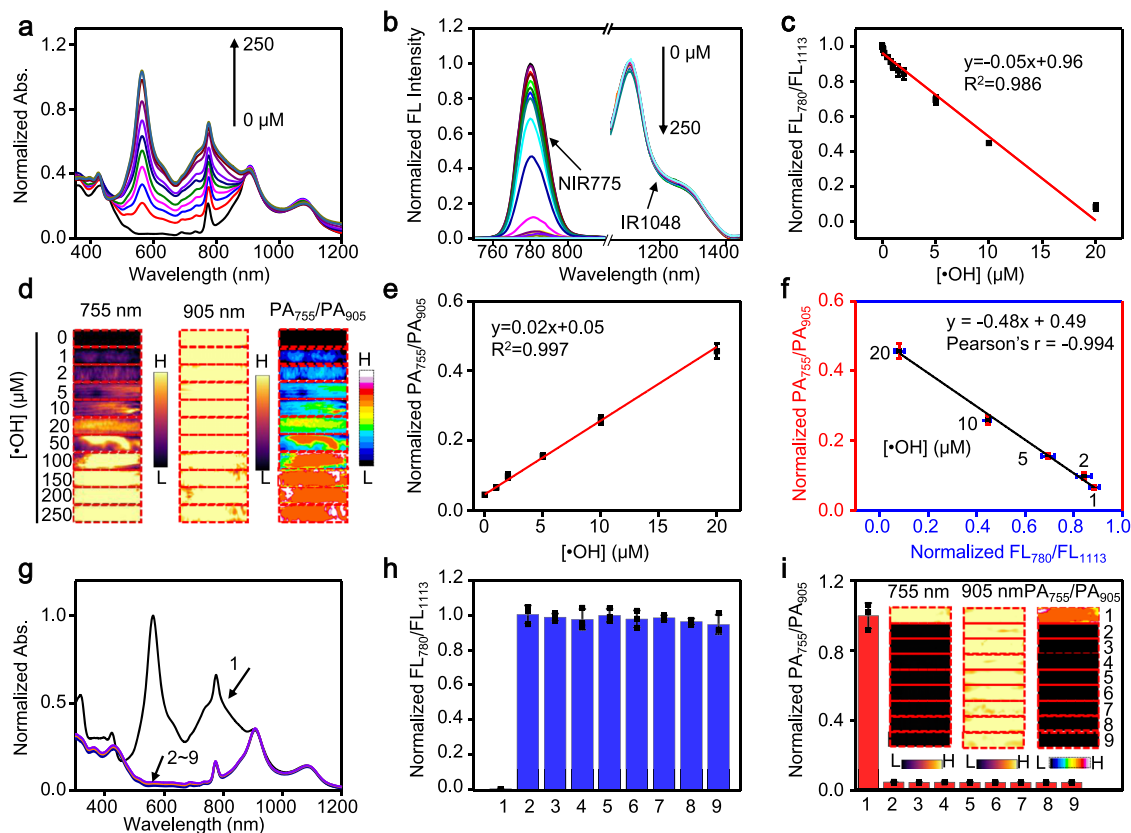 a
Normalized Abs.
1.2
0.8
0.4
0.0
250
0 µM
400 600 800 1000 1200
Wavelength (nm)
b
Normalized FL Intensity
1.2
1.0
0.8
0.6
0.4
0.2
0.0
0 µM
250
NIR775
IR1048
760 780 800 1200 1400
Wavelength (nm)
c
Normalized FL780/FL1113
1.2
1.0
0.8
0.6
0.4
0.2
0.0
y=-0.05x+0.96
R²=0.986
0 5 10 15 20
[•OH] (µM)
d
755 nm 905 nm PA755/PA905
[•OH] (µM)
0
1
2
5
10
20
50
100
150
200
250
H
L
H
L
H
L
e
Normalized PA755/PA905
0.6
0.4
0.2
0.0
y=0.02x+0.05
R²=0.997
0 5 10 20
[•OH] (µM)
f
Normalized PA755/PA905
0.6
0.4
0.2
0.0
y = -0.48x + 0.49
Pearson's r = -0.994
20
10
5
2
1
[•OH] (µM)
0.0 0.2 0.4 0.6 0.8 1.0
Normalized FL780/FL1113
g
Normalized Abs.
1.0
0.5
0.0
1
2~9
400 600 800 1000 1200
Wavelength (nm)
h
Normalized FL780/FL1113
1.2
1.0
0.8
0.6
0.4
0.2
0.0
1 2 3 4 5 6 7 8 9
i
Normalized PA755/PA905
1.2
0.8
0.4
0.0
755 nm 905 nm PA755/PA905
1
2
3
4
5
6
7
8
9
L H L H L H
1 2 3 4 5 6 7 8 9